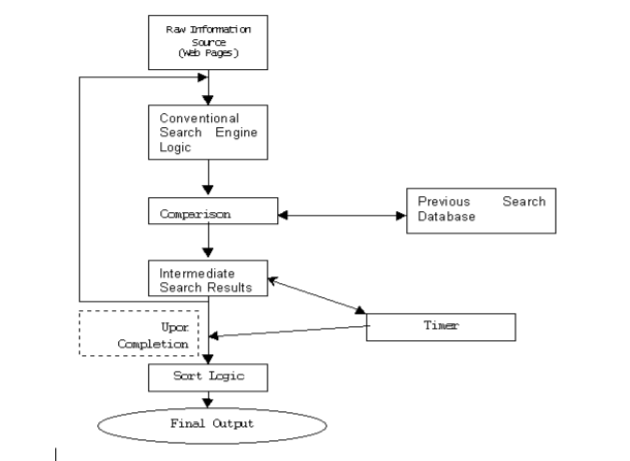 Raw Information
Source
(Web Pages)
Conventional
Search Engine
Logic
Comparison
Previous Search
Database
Intermediate
Search Results
Timer
Upon
Completion
Sort Logic
Final Output